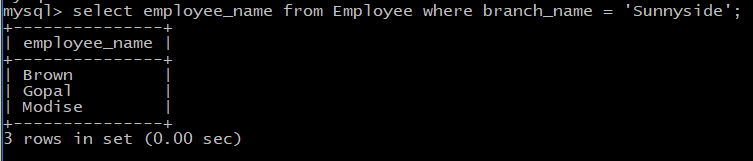 mysql> select employee_name from Employee where branch_name = 'Sunnyside';
+---------------+
| employee_name |
+---------------+
| Brown         |
| Gopal         |
| Modise        |
+---------------+
3 rows in set (0.00 sec)